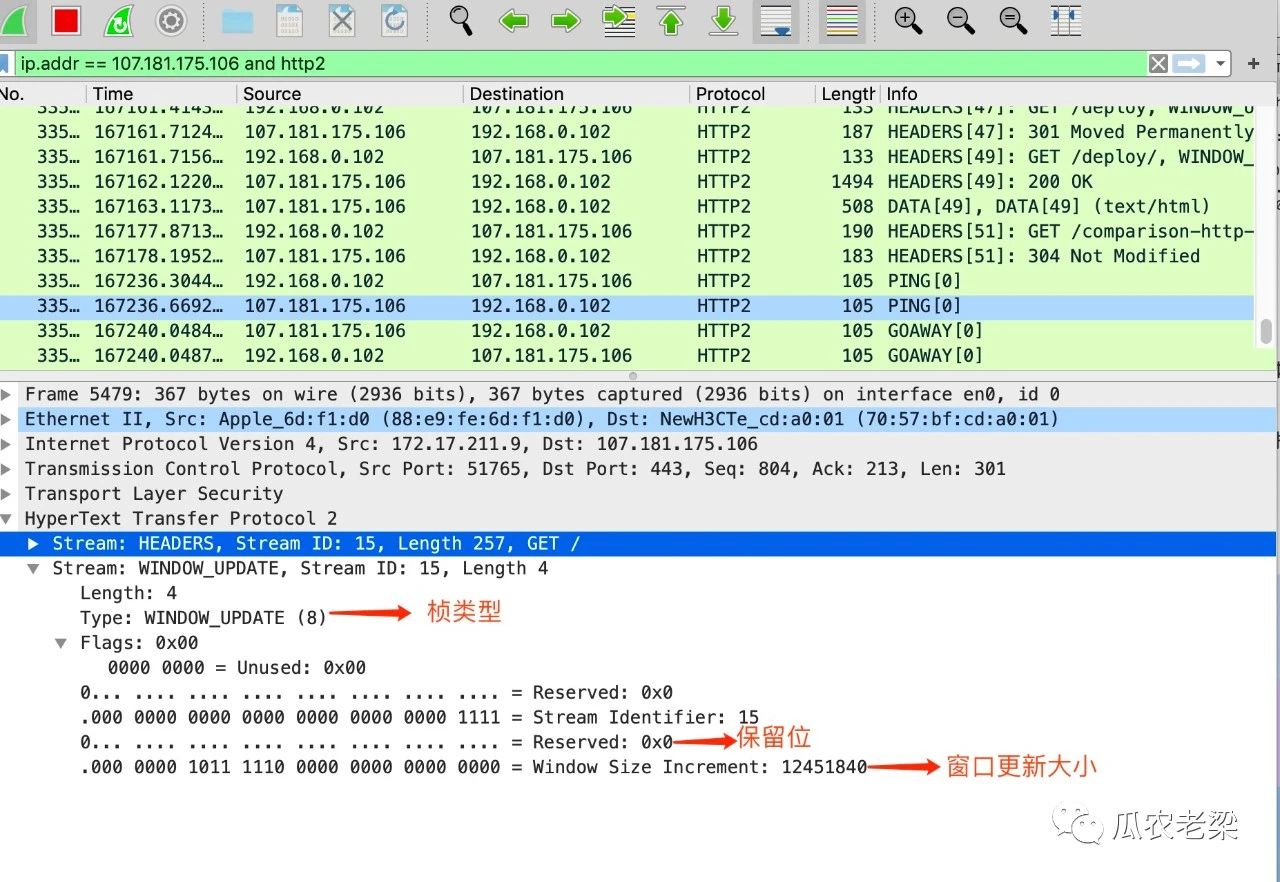 ip.addr == 107.181.175.106 and http2
No. Time Source Destination Protocol Length Info
335… 167161.4143… 192.168.0.102 107.181.175.106 HTTP2 133 HEADERS[47]: GET /deploy, WINDOW_U
335… 167161.7124… 107.181.175.106 192.168.0.102 HTTP2 187 HEADERS[47]: 301 Moved Permanently
335… 167161.7156… 192.168.0.102 107.181.175.106 HTTP2 133 HEADERS[49]: GET /deploy/, WINDOW_
335… 167162.1220… 107.181.175.106 192.168.0.102 HTTP2 1494 HEADERS[49]: 200 OK
335… 167163.1173… 107.181.175.106 192.168.0.102 HTTP2 508 DATA[49], DATA[49] (text/html)
335… 167177.8713… 192.168.0.102 107.181.175.106 HTTP2 190 HEADERS[51]: GET /comparison-http-
335… 167178.1952… 107.181.175.106 192.168.0.102 HTTP2 183 HEADERS[51]: 304 Not Modified
335… 167236.3044… 192.168.0.102 107.181.175.106 HTTP2 105 PING[0]
335… 167236.6692… 107.181.175.106 192.168.0.102 HTTP2 105 PING[0]
335… 167240.0484… 107.181.175.106 192.168.0.102 HTTP2 105 GOAWAY[0]
335… 167240.0487… 192.168.0.102 107.181.175.106 HTTP2 105 GOAWAY[0]
Frame 5479: 367 bytes on wire (2936 bits), 367 bytes captured (2936 bits) on interface en0, id 0
Ethernet II, Src: Apple_6d:f1:d0 (88:e9:fe:6d:f1:d0), Dst: NewH3CTe_cd:a0:01 (70:57:bf:cd:a0:01)
Internet Protocol Version 4, Src: 172.17.211.9, Dst: 107.181.175.106
Transmission Control Protocol, Src Port: 51765, Dst Port: 443, Seq: 804, Ack: 213, Len: 301
Transport Layer Security
HyperText Transfer Protocol 2
Stream: HEADERS, Stream ID: 15, Length 257, GET /
Stream: WINDOW_UPDATE, Stream ID: 15, Length 4
Length: 4
Type: WINDOW_UPDATE (8) 桢类型
Flags: 0x00
0000 0000 = Unused: 0x00
0... .... .... .... .... .... .... .... = Reserved: 0x0
.000 0000 0000 0000 0000 0000 0000 1111 = Stream Identifier: 15
0... .... .... .... .... .... .... .... = Reserved: 0x0 保留位
.000 0000 1011 1110 0000 0000 0000 0000 = Window Size Increment: 12451840 窗口更新大小
瓜农老梁